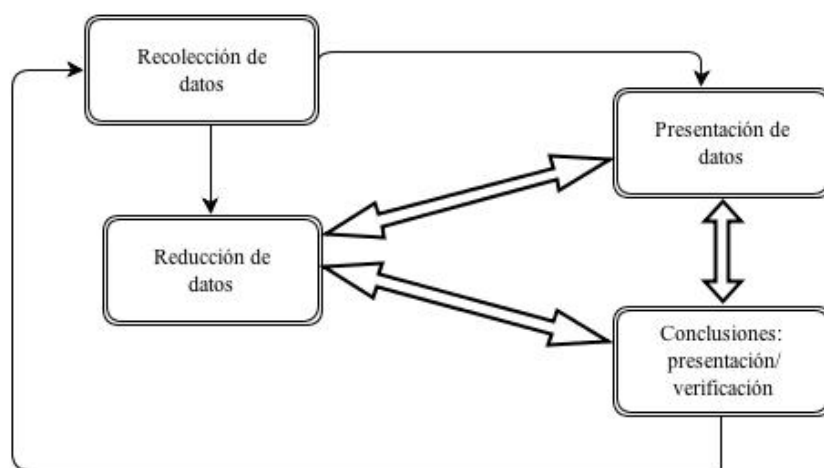 Recolección de
datos
Presentación de
datos
Reducción de
datos
Conclusiones:
presentación/
verificación